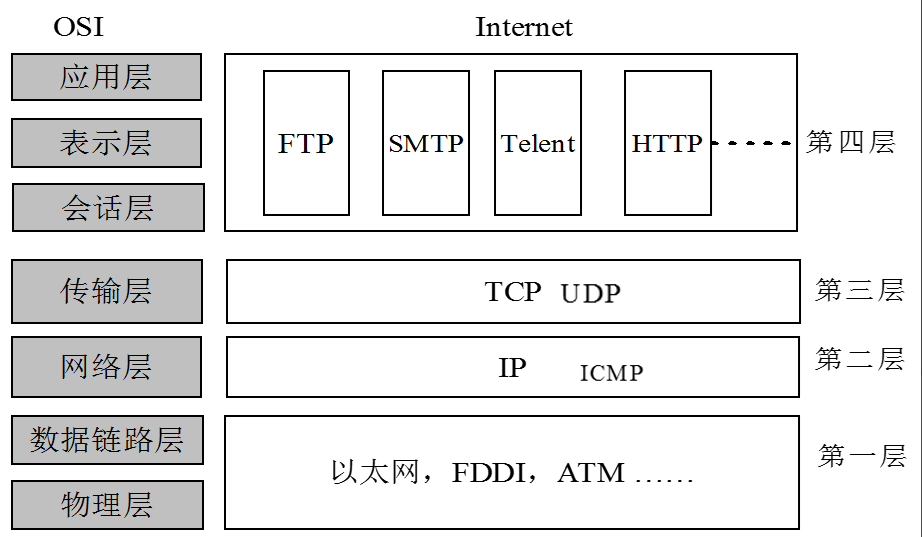 OSI Internet
应用层
表示层
会话层
FTP SMTP Telent HTTP 第四层
传输层 TCP UDP 第三层
网络层 IP ICMP 第二层
数据链路层
物理层
以太网，FDDI，ATM …… 第一层